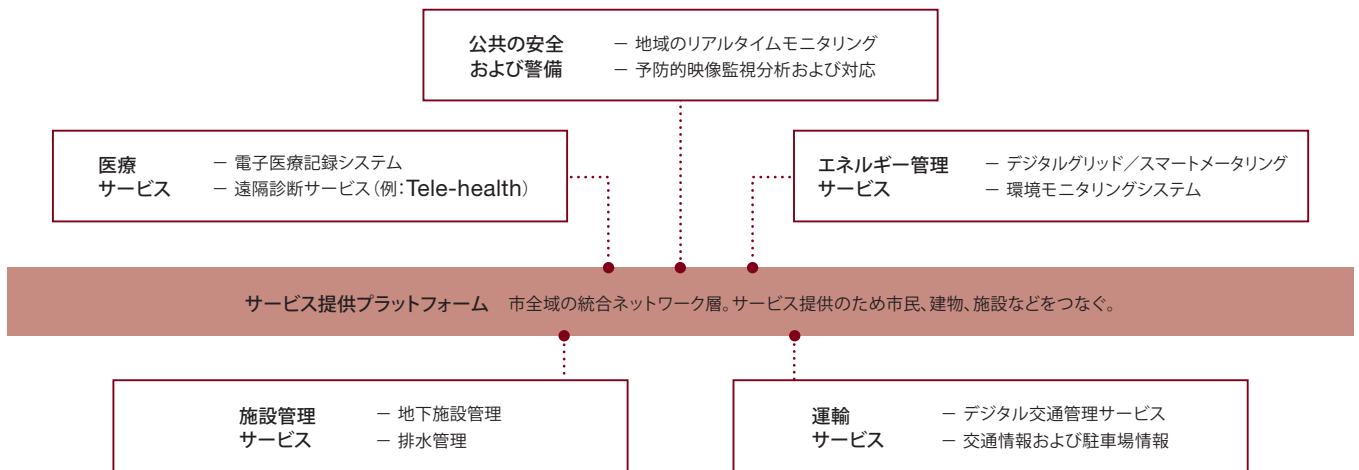 公共の安全 － 地域のリアルタイムモニタリング
および警備 － 予防的映像監視分析および対応
医療 － 電子医療記録システム
サービス － 遠隔診断サービス（例：Tele-health）
エネルギー管理 － デジタルグリッド／スマートメータリング
サービス － 環境モニタリングシステム
サービス提供プラットフォーム 市全域の統合ネットワーク層。サービス提供のため市民、建物、施設などをつなぐ。
施設管理 － 地下施設管理
サービス － 排水管理
運輸 － デジタル交通管理サービス
サービス － 交通情報および駐車場情報